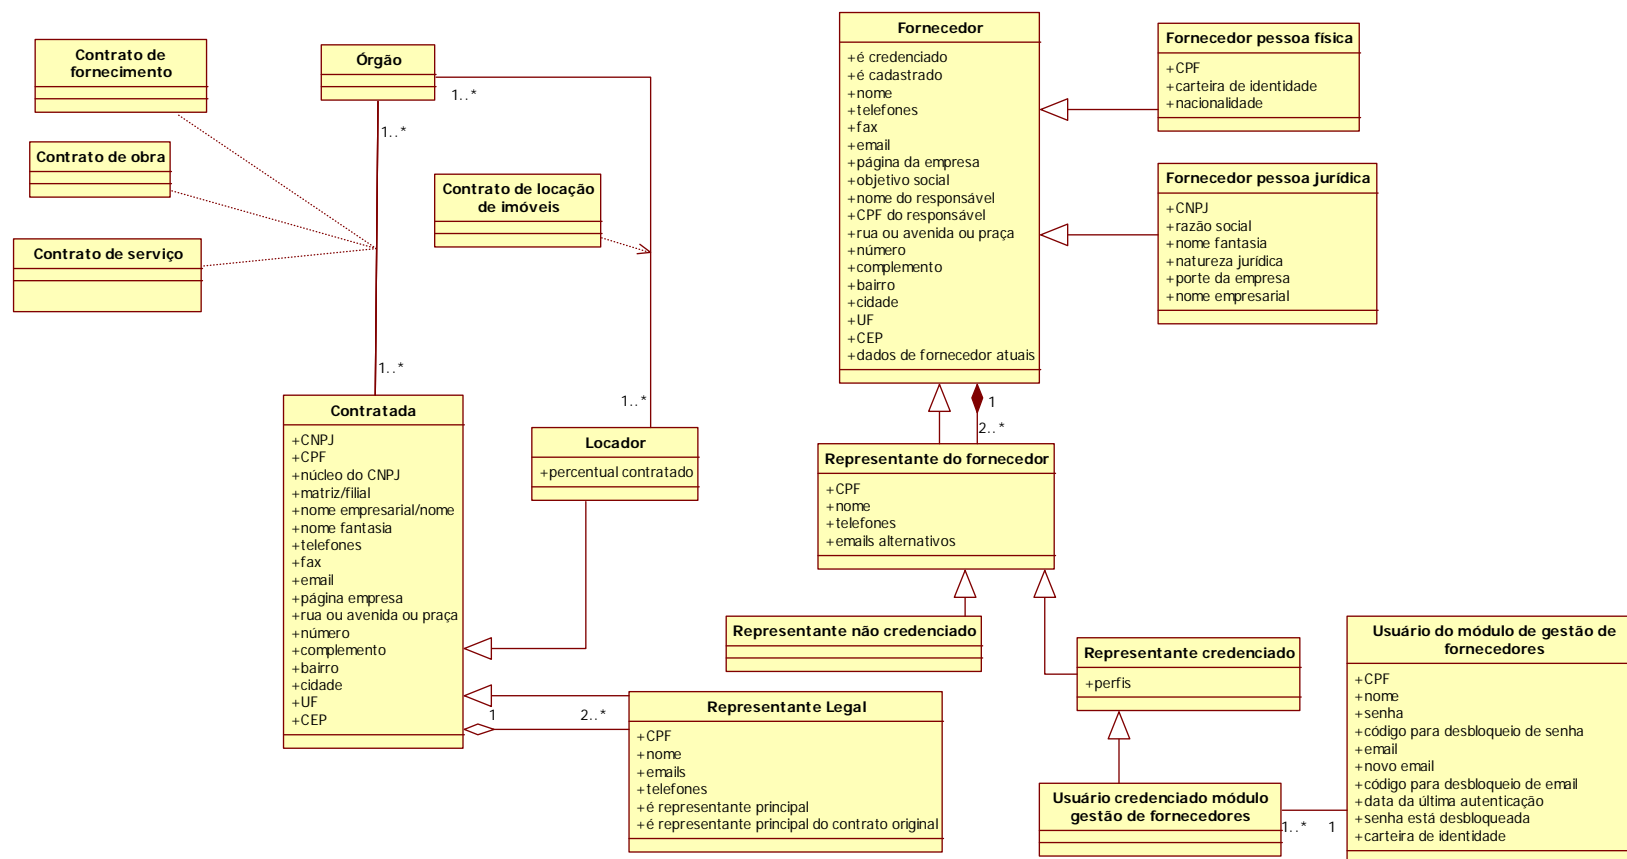 Contrato de
fornecimento
Contrato de obra
Contrato de serviço
Órgão
1..*
1..*
Contrato de locação
de imóveis
1..*
1..*
Contratada
+CNPJ
+CPF
+núcleo do CNPJ
+matriz/filial
+nome empresarial/nome
+nome fantasia
+telefones
+fax
+email
+página empresa
+rua ou avenida ou praça
+número
+complemento
+bairro
+cidade
+UF
+CEP
Locador
+percentual contratado
1
2..*
Representante Legal
+CPF
+nome
+emails
+telefones
+é representante principal
+é representante principal do contrato original
Fornecedor
+é credenciado
+é cadastrado
+nome
+telefones
+fax
+email
+página da empresa
+objetivo social
+nome do responsável
+CPF do responsável
+rua ou avenida ou praça
+número
+complemento
+bairro
+cidade
+UF
+CEP
+dados de fornecedor atuais
Fornecedor pessoa física
+CPF
+carteira de identidade
+nacionalidade
Fornecedor pessoa jurídica
+CNPJ
+razão social
+nome fantasia
+natureza jurídica
+porte da empresa
+nome empresarial
1
2..*
Representante do fornecedor
+CPF
+nome
+telefones
+emails alternativos
Representante não credenciado
Representante credenciado
+perfis
Usuário credenciado módulo
gestão de fornecedores
1..*
1
Usuário do módulo de gestão de
fornecedores
+CPF
+nome
+senha
+código para desbloqueio de senha
+email
+novo email
+código para desbloqueio de email
+data da última autenticação
+senha está desbloqueada
+carteira de identidade